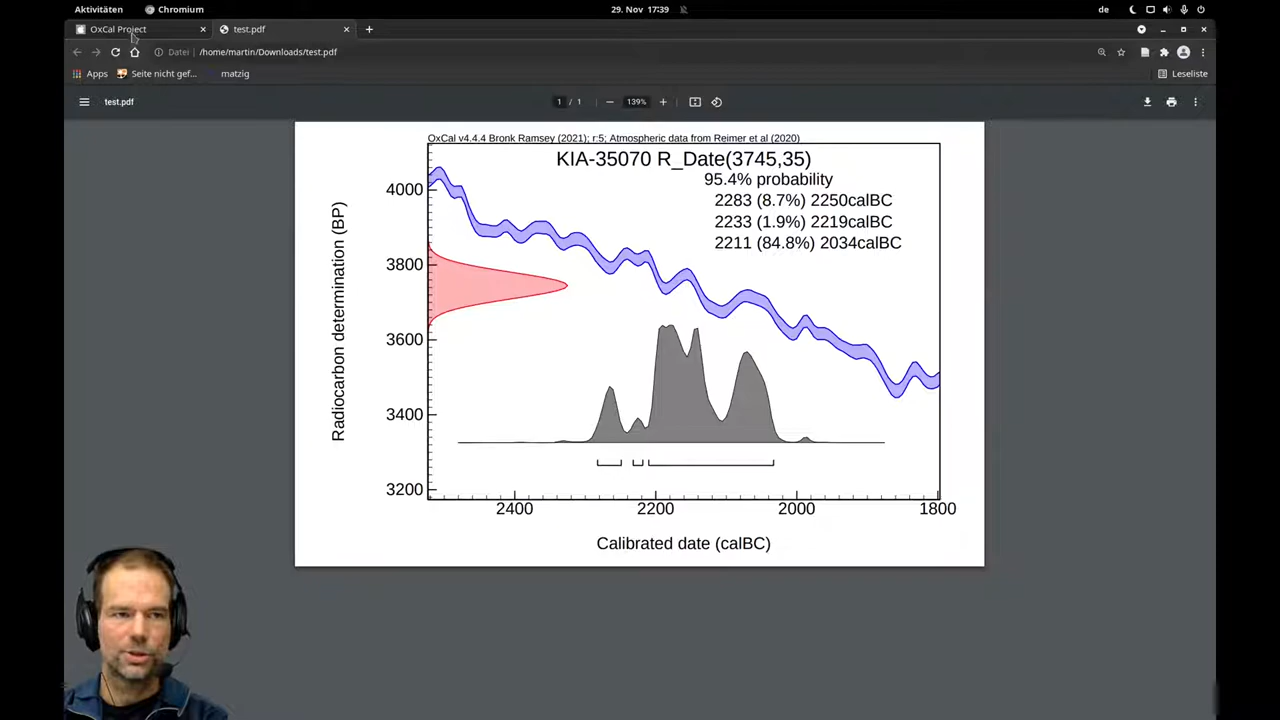 Aktivitäten Chromium 29. Nov 17:39 de
OxCal Project test.pdf
Datei /home/martin/Downloads/test.pdf
Apps Seite nicht gef... matzig Leseliste
test.pdf 1 / 1 139%
OxCal v4.4.4 Bronk Ramsey (2021); r:5; Atmospheric data from Reimer et al (2020)
KIA-35070 R_Date(3745,35)
95.4% probability
2283 (8.7%) 2250calBC
2233 (1.9%) 2219calBC
2211 (84.8%) 2034calBC
Radiocarbon determination (BP)
4000
3800
3600
3400
3200
2400 2200 2000 1800
Calibrated date (calBC)